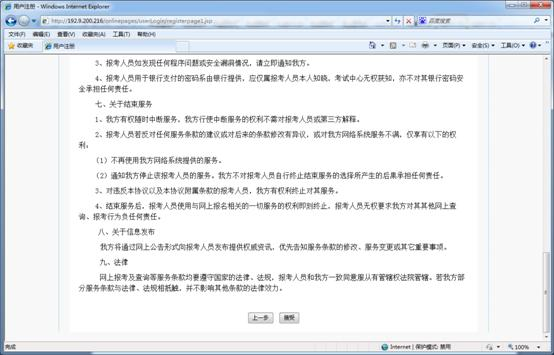 用户注册 - Windows Internet Explorer
http://192.9.200.216/onlinepages/userLogin/registerpage1.jsp
百度搜索
文件(F) 编辑(E) 查看(V) 收藏夹(A) 工具(T) 帮助(H)
收藏夹 用户注册
页面(P) 安全(S) 工具(O)
3、报考人员如发现任何程序问题或安全漏洞情况，请立即通知我方。
4、报考人员用于银行支付的密码系由银行提供，应仅属报考人员本人知晓，考试中心无权获知，亦不对其银行密码安
全承担任何责任。
七、关于结束服务
1、我方有权随时中断服务，我方行使中断服务的权利不需对报考人员或第三方解释。
2、报考人员若反对任何服务条款的建议或对后来的条款修改有异议，或对我方网络系统服务不满，仅享有以下的权
利：
（1）不再使用我方网络系统提供的服务。
（2）通知我方停止该报考人员的服务。我方不对报考人员自行终止结束服务的选择所产生的后果承担任何责任。
3、对违反本协议以及本协议附属条款的报考人员，我方有权利终止对其服务。
4、结束服务后，报考人员使用与网上报名相关的一切服务的权利即刻终止。报考人员无权要求我方对其其他网上查
询、报考行为负任何责任。
八、关于信息发布
我方将通过网上公告形式向报考人员发布提供权威资讯，优先告知服务条款的修改、服务变更或其它重要事项。
九、法律
网上报考及查询等服务条款均要遵守国家的法律、法规，报考人员和我方一致同意服从有管辖权法院管辖。若我方部
分服务条款与法律、法规相抵触，并不影响其他条款的法律效力。
上一步 接受
完成 Internet | 保护模式: 禁用 100%